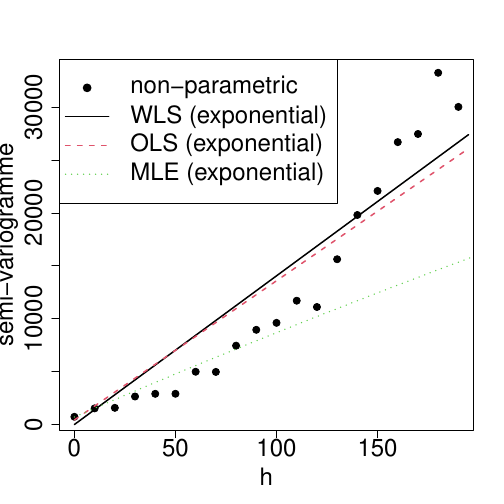 non−parametric
WLS (exponential)
OLS (exponential)
MLE (exponential)
semi−variogramme
30000
20000
10000
0
0 50 100 150
h